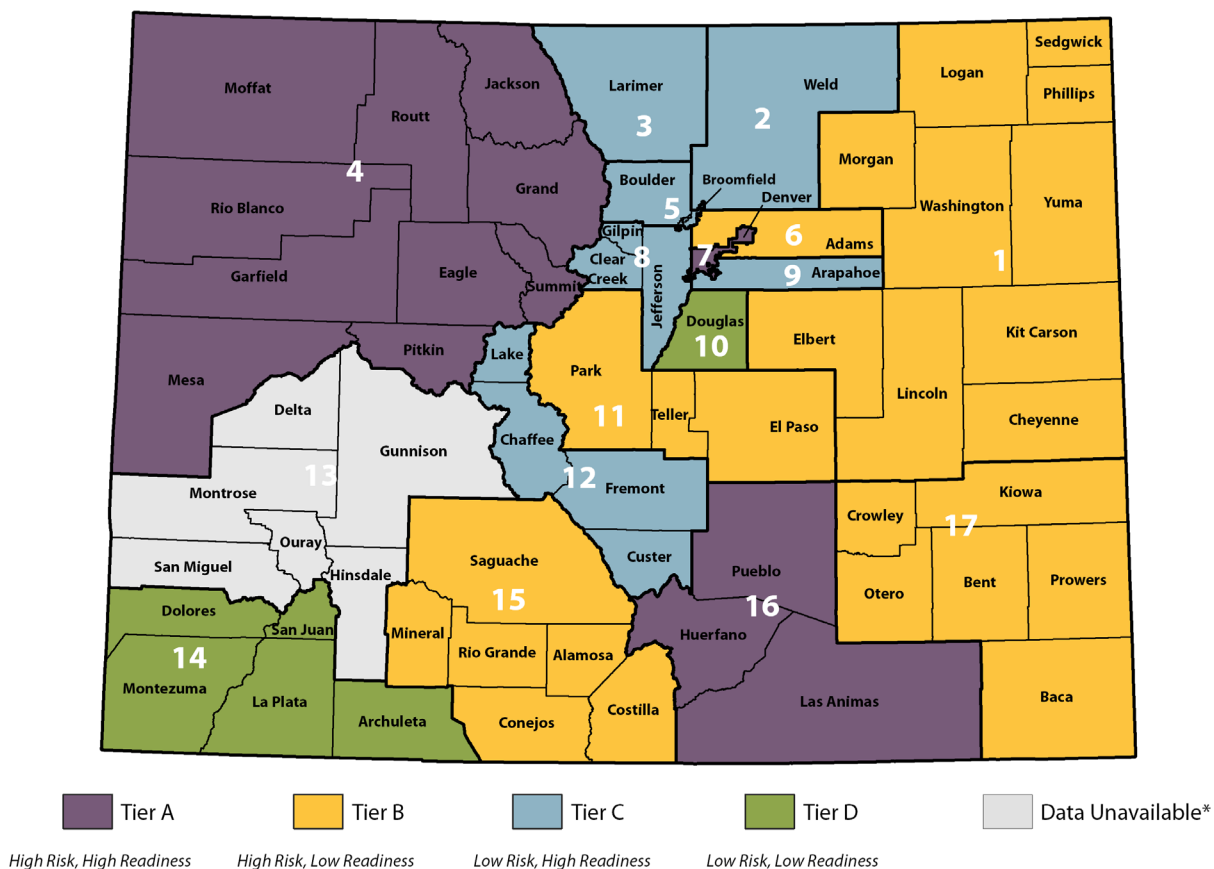 Sedgwick
Logan
Phillips
Moffat
Jackson
Larimer
Weld
Routt
3
2
Morgan
4
Boulder
Broomfield
Grand
Denver
Rio Blanco
5
Washington
Yuma
Gilpin
6
Adams
Clear
Creek
8
7
1
Garfield
Eagle
Summit
9
Arapahoe
Jefferson
Douglas
10
Elbert
Kit Carson
Pitkin
Lake
Park
Mesa
Lincoln
Delta
11
Teller
Cheyenne
Gunnison
Chaffee
El Paso
13
12
Montrose
Fremont
Kiowa
Crowley
17
Ouray
San Miguel
Hinsdale
Saguache
Custer
Pueblo
Otero
Bent
Prowers
15
16
Dolores
San Juan
Mineral
Huerfano
14
Rio Grande
Alamosa
Montezuma
La Plata
Archuleta
Conejos
Costilla
Las Animas
Baca
Tier A
Tier B
Tier C
Tier D
Data Unavailable*
High Risk, High Readiness
High Risk, Low Readiness
Low Risk, High Readiness
Low Risk, Low Readiness